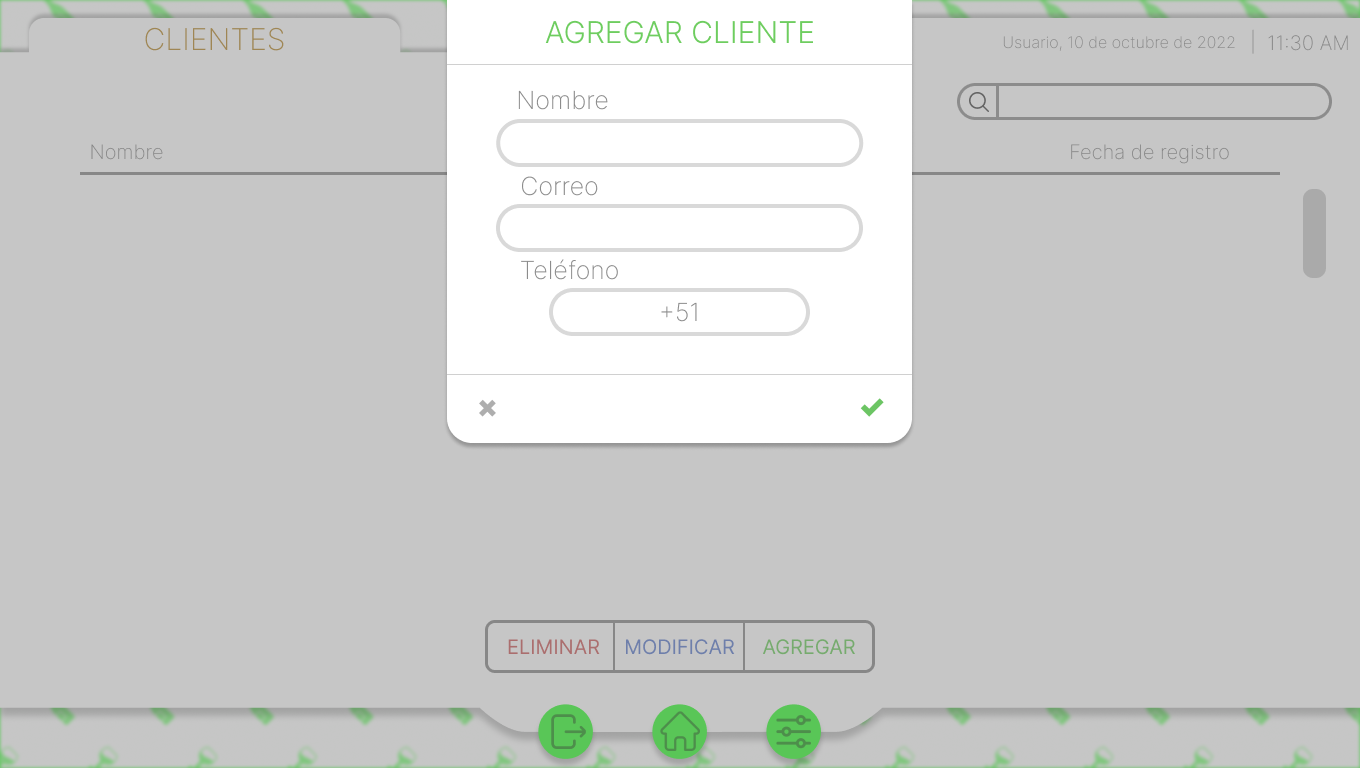 CLIENTES
AGREGAR CLIENTE
Usuario, 10 de octubre de 2022
11:30 AM
Nombre
Correo
Teléfono
+51
Nombre
Fecha de registro
ELIMINAR
MODIFICAR
AGREGAR